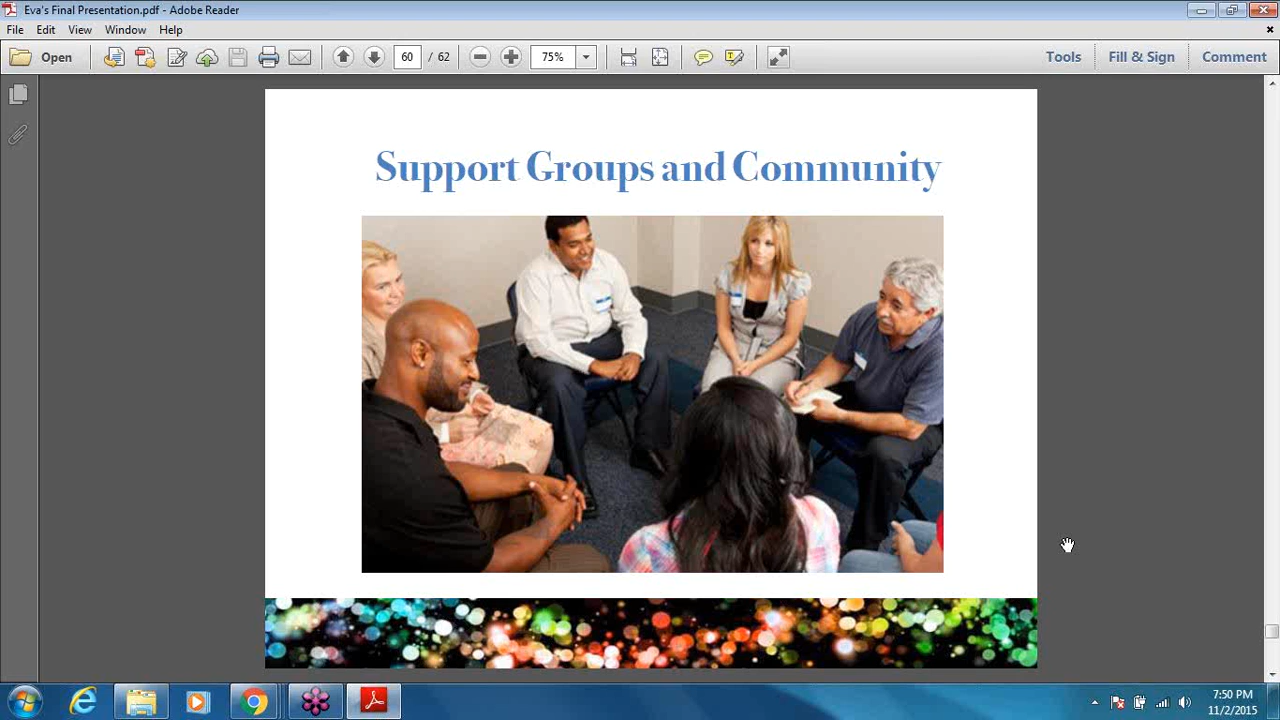 Eva's Final Presentation.pdf - Adobe Reader
File Edit View Window Help
Open 60 / 62 75% Tools Fill & Sign Comment
Support Groups and Community
7:50 PM
11/2/2015